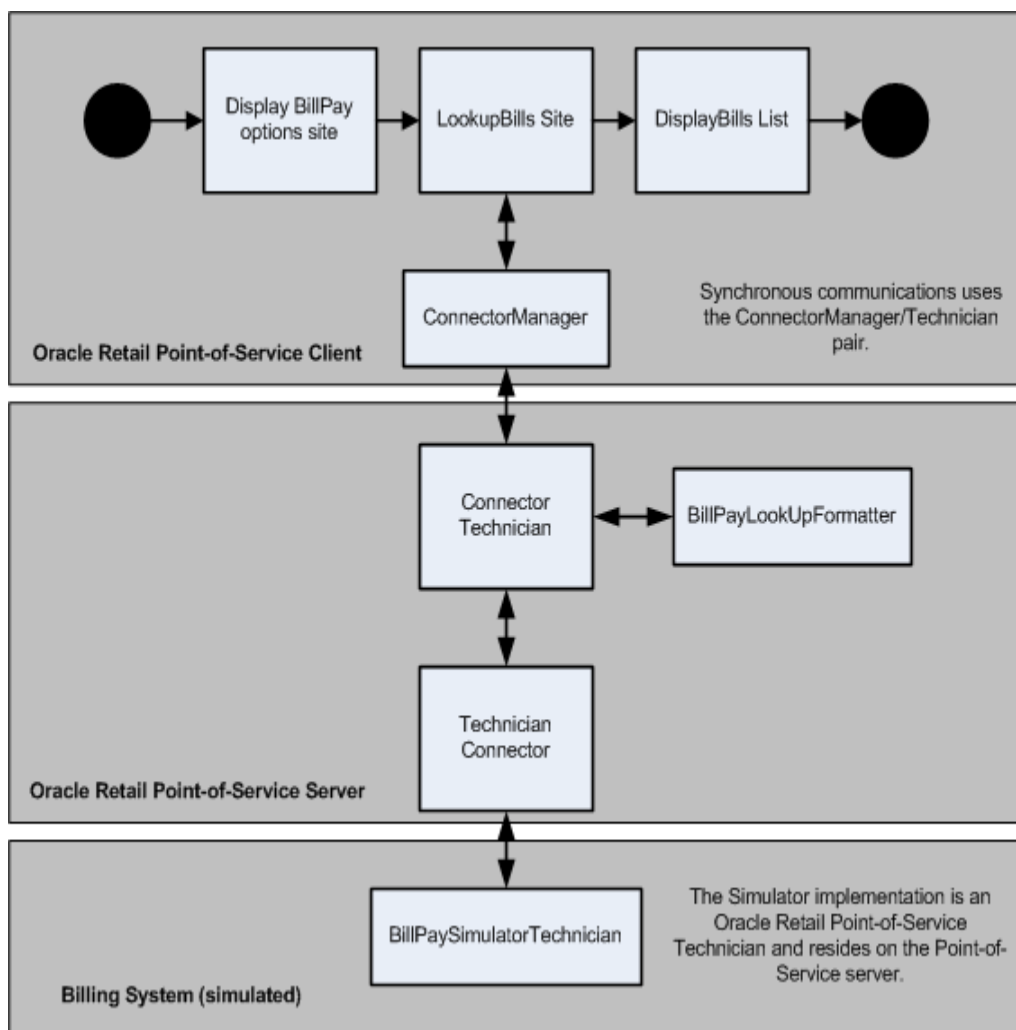 Display BillPay
options site
LookupBills Site
DisplayBills List
ConnectorManager
Synchronous communications uses
the ConnectorManager/Technician
pair.
Oracle Retail Point-of-Service Client
Connector
Technician
BillPayLookUpFormatter
Technician
Connector
Oracle Retail Point-of-Service Server
BillPaySimulatorTechnician
The Simulator implementation is an
Oracle Retail Point-of-Service
Technician and resides on the Point-of-
Service server.
Billing System (simulated)